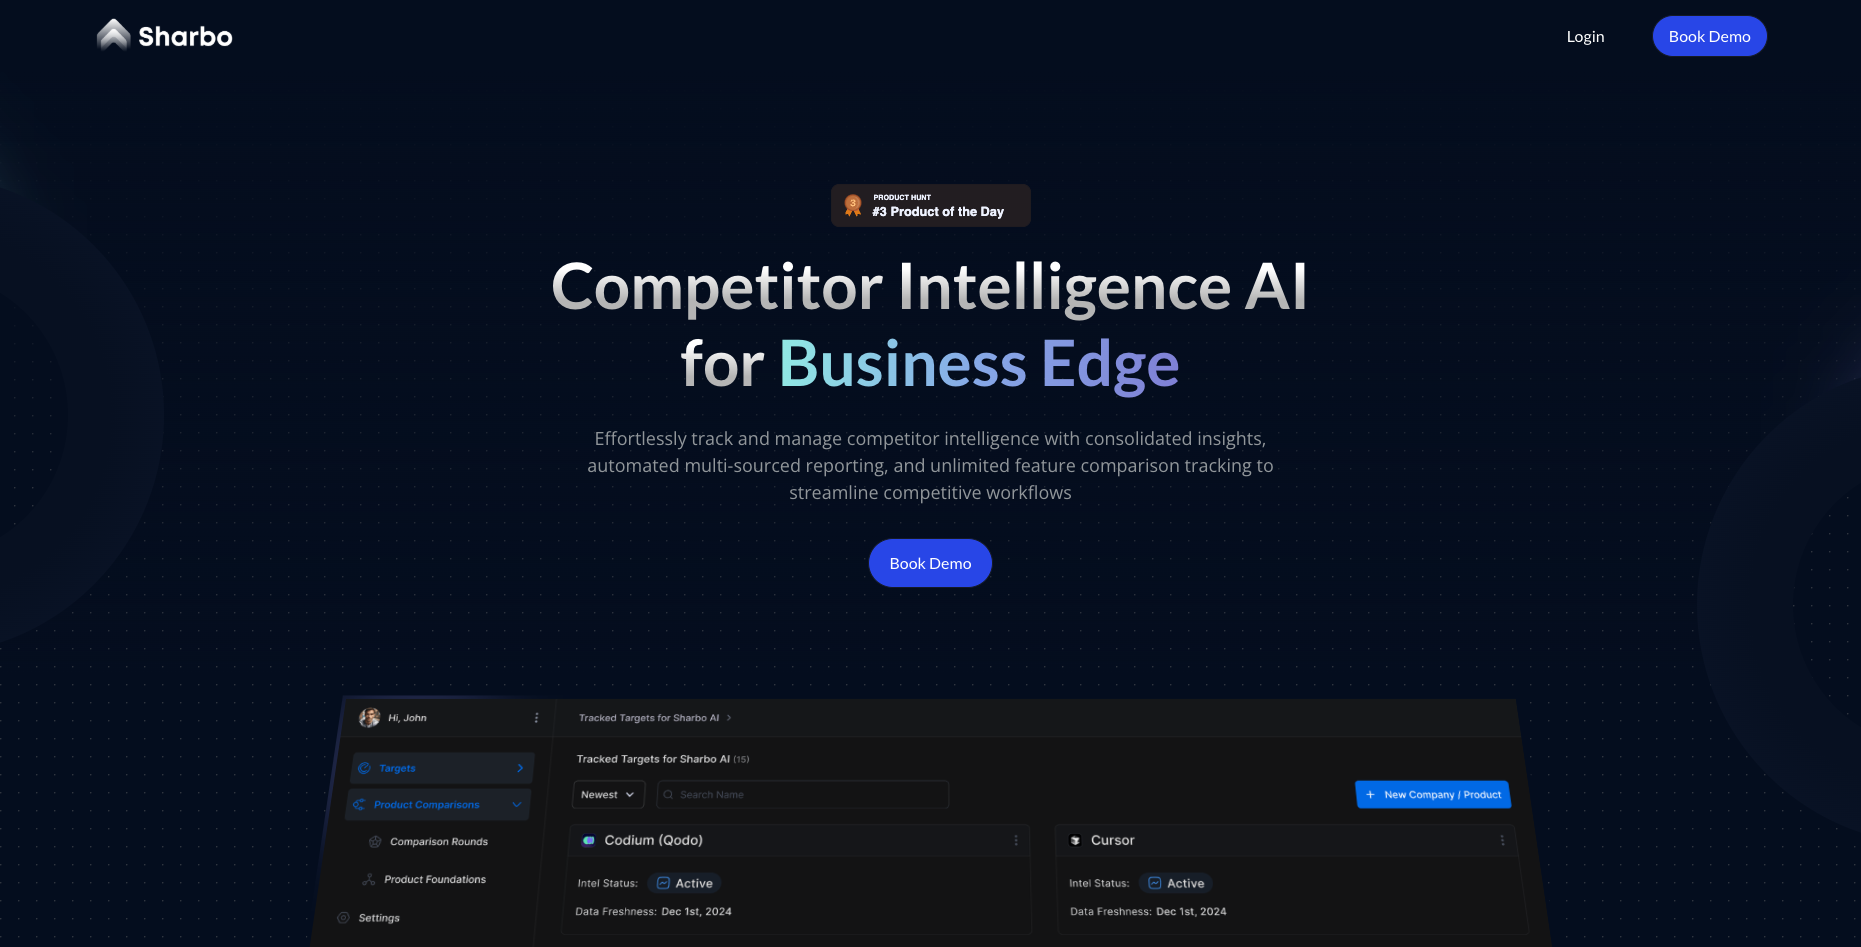 Sharbo
Login
Book Demo
3
PRODUCT HUNT
#3 Product of the Day
Competitor Intelligence AI
for Business Edge
Effortlessly track and manage competitor intelligence with consolidated insights,
automated multi-sourced reporting, and unlimited feature comparison tracking to
streamline competitive workflows
Book Demo
Hi, John
Targets
Product Comparisons
Comparison Rounds
Product Foundations
Settings
Tracked Targets for Sharbo AI
Tracked Targets for Sharbo AI (15)
Newest
Search Name
+ New Company / Product
Codium (Qodo)
Intel Status: Active
Data Freshness: Dec 1st, 2024
Cursor
Intel Status: Active
Data Freshness: Dec 1st, 2024